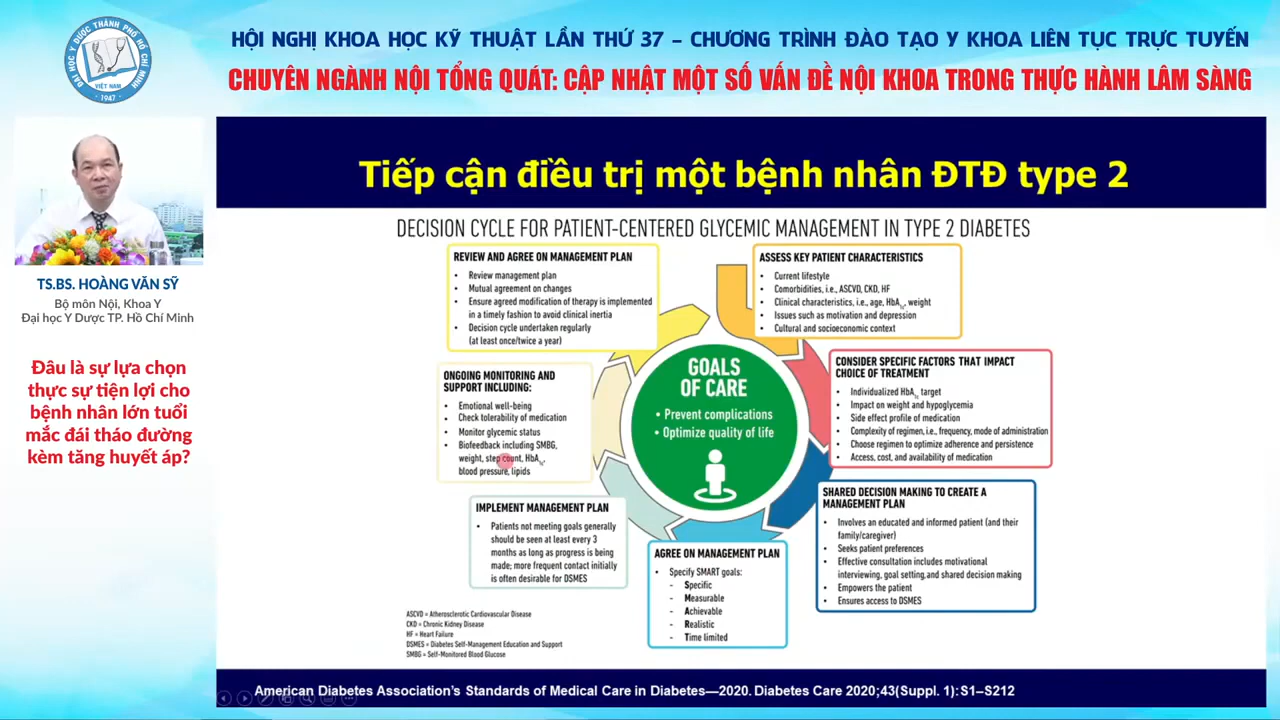 ĐẠI HỌC Y DƯỢC THÀNH PHỐ HỒ CHÍ MINH
VIỆT NAM
· 1947 ·
HỘI NGHỊ KHOA HỌC KỸ THUẬT LẦN THỨ 37 – CHƯƠNG TRÌNH ĐÀO TẠO Y KHOA LIÊN TỤC TRỰC TUYẾN
CHUYÊN NGÀNH NỘI TỔNG QUÁT: CẬP NHẬT MỘT SỐ VẤN ĐỀ NỘI KHOA TRONG THỰC HÀNH LÂM SÀNG
TS.BS. HOÀNG VĂN SỸ
Bộ môn Nội, Khoa Y
Đại học Y Dược TP. Hồ Chí Minh
Đâu là sự lựa chọn
thực sự tiện lợi cho
bệnh nhân lớn tuổi
mắc đái tháo đường
kèm tăng huyết áp?
Tiếp cận điều trị một bệnh nhân ĐTĐ type 2
DECISION CYCLE FOR PATIENT-CENTERED GLYCEMIC MANAGEMENT IN TYPE 2 DIABETES
REVIEW AND AGREE ON MANAGEMENT PLAN
• Review management plan
• Mutual agreement on changes
• Ensure agreed modification of therapy is implemented
in a timely fashion to avoid clinical inertia
• Decision cycle undertaken regularly
(at least once/twice a year)
ASSESS KEY PATIENT CHARACTERISTICS
• Current lifestyle
• Comorbidities, i.e., ASCVD, CKD, HF
• Clinical characteristics, i.e., age, HbA1c, weight
• Issues such as motivation and depression
• Cultural and socioeconomic context
CONSIDER SPECIFIC FACTORS THAT IMPACT
CHOICE OF TREATMENT
• Individualized HbA1c target
• Impact on weight and hypoglycemia
• Side effect profile of medication
• Complexity of regimen, i.e., frequency, mode of administration
• Choose regimen to optimize adherence and persistence
• Access, cost, and availability of medication
SHARED DECISION MAKING TO CREATE A
MANAGEMENT PLAN
• Involves an educated and informed patient (and their
family/caregiver)
• Seeks patient preferences
• Effective consultation includes motivational
interviewing, goal setting, and shared decision making
• Empowers the patient
• Ensures access to DSMES
AGREE ON MANAGEMENT PLAN
• Specify SMART goals:
- Specific
- Measurable
- Achievable
- Realistic
- Time limited
IMPLEMENT MANAGEMENT PLAN
• Patients not meeting goals generally
should be seen at least every 3
months as long as progress is being
made; more frequent contact initially
is often desirable for DSMES
ONGOING MONITORING AND
SUPPORT INCLUDING:
• Emotional well-being
• Check tolerability of medication
• Monitor glycemic status
• Biofeedback including SMBG,
weight, step count, HbA1c,
blood pressure, lipids
GOALS
OF CARE
• Prevent complications
• Optimize quality of life
ASCVD = Atherosclerotic Cardiovascular Disease
CKD = Chronic Kidney Disease
HF = Heart Failure
DSMES = Diabetes Self-Management Education and Support
SMBG = Self-Monitored Blood Glucose
American Diabetes Association's Standards of Medical Care in Diabetes—2020. Diabetes Care 2020;43(Suppl. 1):S1–S212